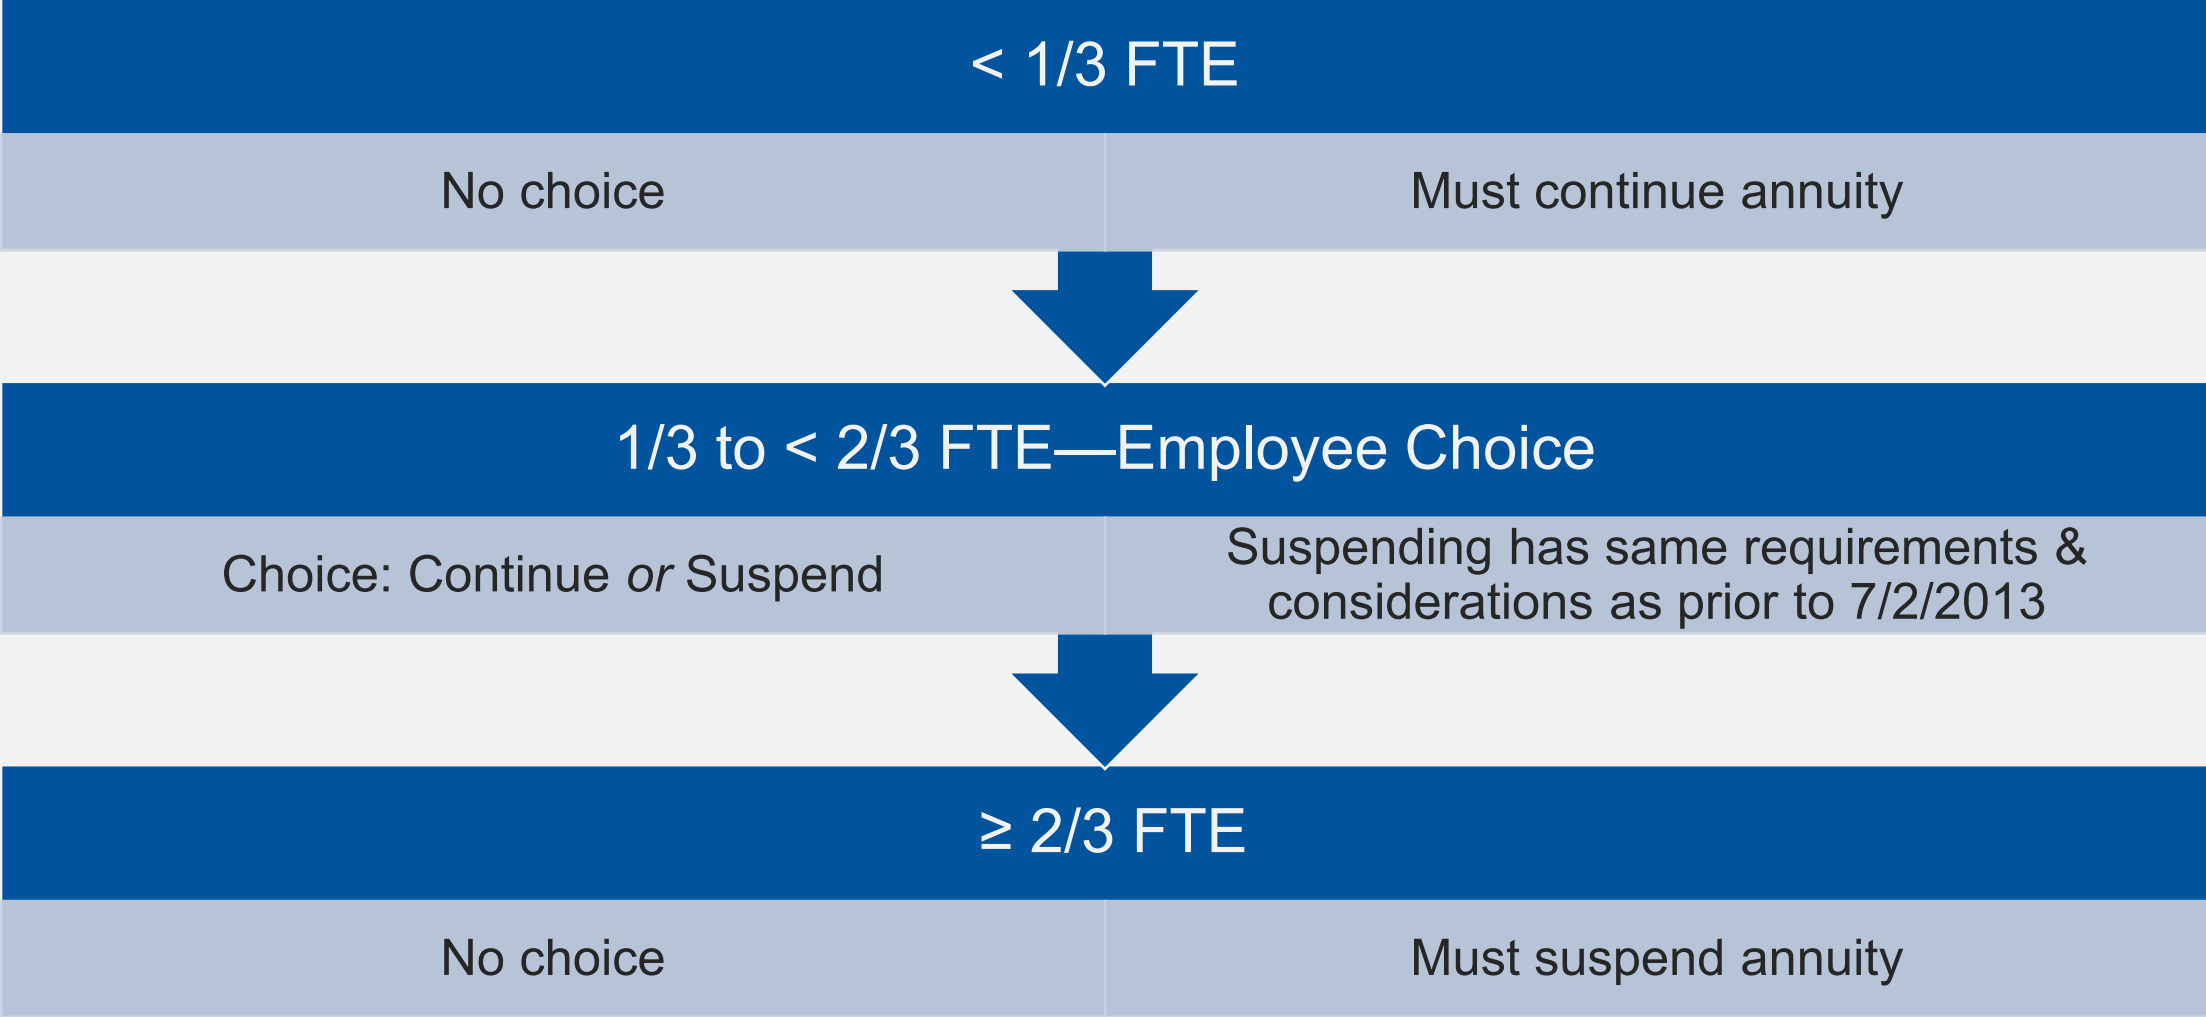 < 1/3 FTE
No choice
Must continue annuity
1/3 to < 2/3 FTE—Employee Choice
Choice: Continue or Suspend
Suspending has same requirements &
considerations as prior to 7/2/2013
≥ 2/3 FTE
No choice
Must suspend annuity